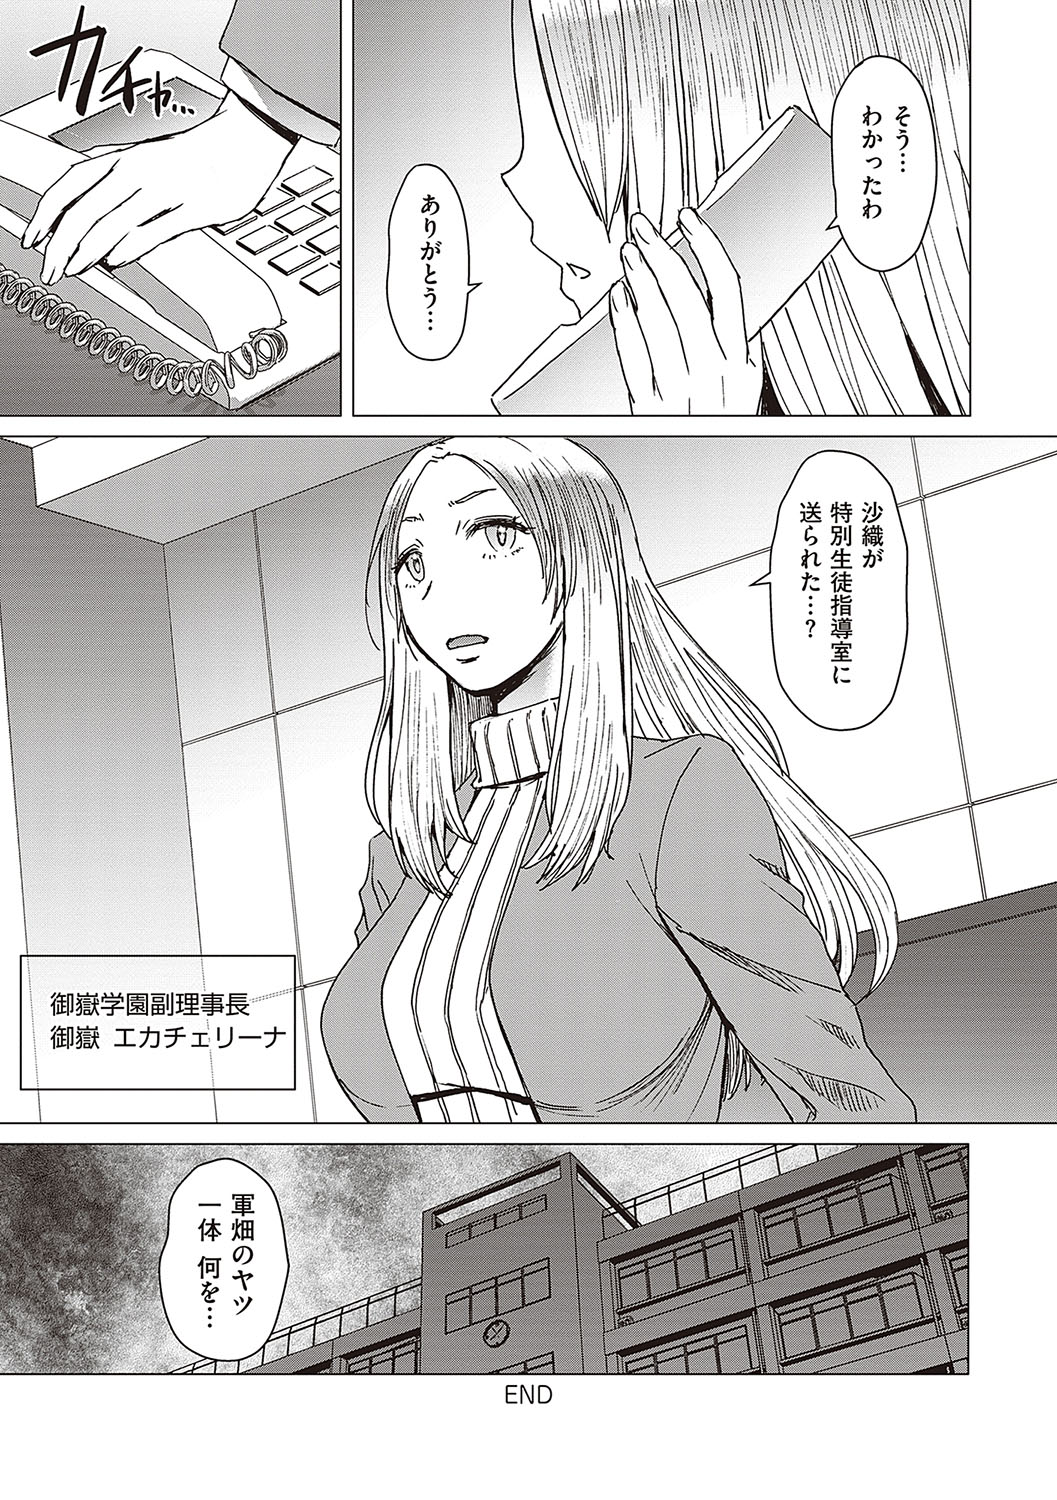 そう…
わかったわ
ありがとう…
カチャ…
沙織が
特別生徒指導室に
送られた…?
御嶽学園副理事長
御嶽 エカチェリーナ
軍畑のヤツ
一体 何を…
END